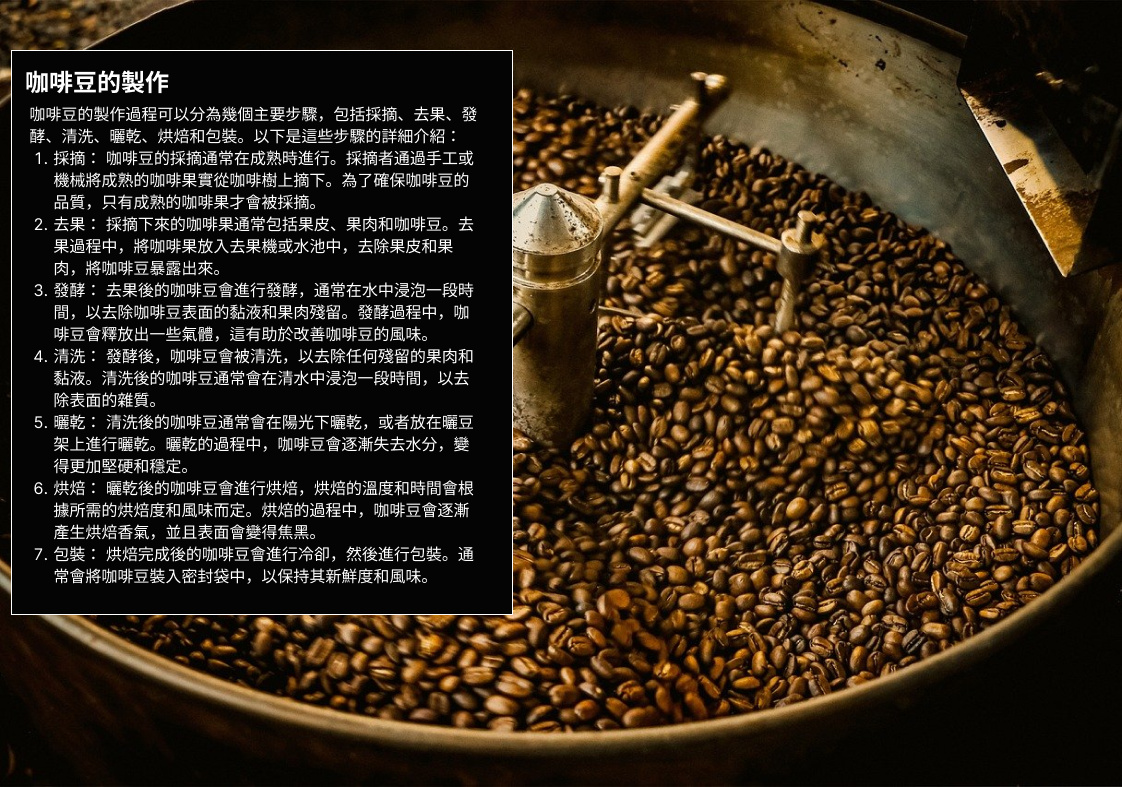 咖啡豆的製作
咖啡豆的製作過程可以分為幾個主要步驟，包括採摘、去果、發
酵、清洗、曬乾、烘焙和包裝。以下是這些步驟的詳細介紹：
1. 採摘： 咖啡豆的採摘通常在成熟時進行。採摘者通過手工或
機械將成熟的咖啡果實從咖啡樹上摘下。為了確保咖啡豆的
品質，只有成熟的咖啡果才會被採摘。
2. 去果： 採摘下來的咖啡果通常包括果皮、果肉和咖啡豆。去
果過程中，將咖啡果放入去果機或水池中，去除果皮和果
肉，將咖啡豆暴露出來。
3. 發酵： 去果後的咖啡豆會進行發酵，通常在水中浸泡一段時
間，以去除咖啡豆表面的黏液和果肉殘留。發酵過程中，咖
啡豆會釋放出一些氣體，這有助於改善咖啡豆的風味。
4. 清洗： 發酵後，咖啡豆會被清洗，以去除任何殘留的果肉和
黏液。清洗後的咖啡豆通常會在清水中浸泡一段時間，以去
除表面的雜質。
5. 曬乾： 清洗後的咖啡豆通常會在陽光下曬乾，或者放在曬豆
架上進行曬乾。曬乾的過程中，咖啡豆會逐漸失去水分，變
得更加堅硬和穩定。
6. 烘焙： 曬乾後的咖啡豆會進行烘焙，烘焙的溫度和時間會根
據所需的烘焙度和風味而定。烘焙的過程中，咖啡豆會逐漸
產生烘焙香氣，並且表面會變得焦黑。
7. 包裝： 烘焙完成後的咖啡豆會進行冷卻，然後進行包裝。通
常會將咖啡豆裝入密封袋中，以保持其新鮮度和風味。